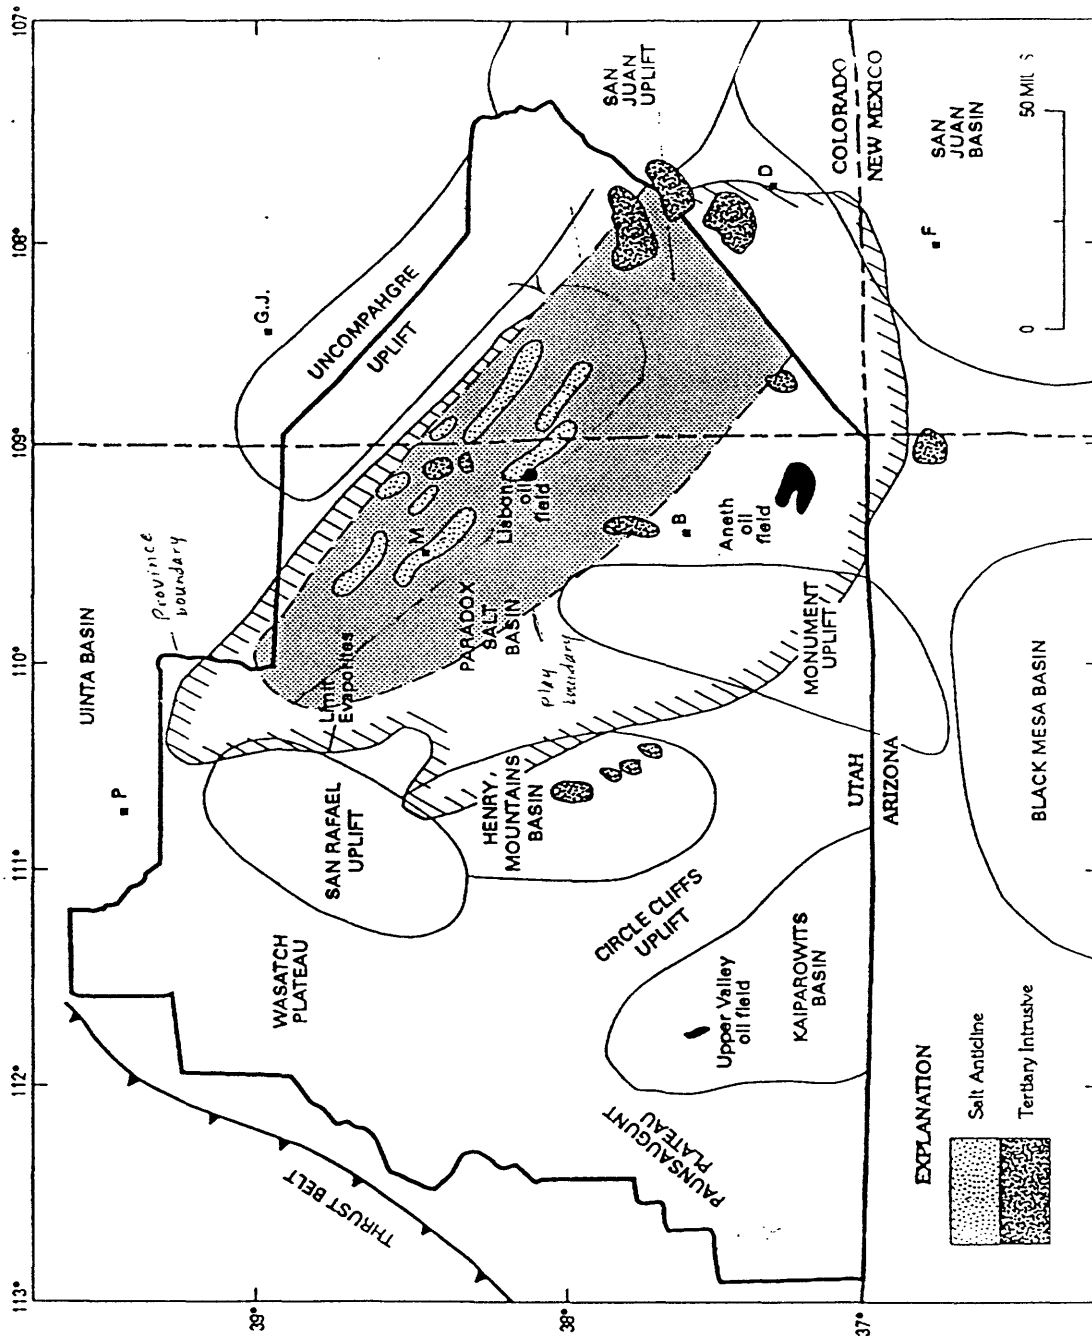 113°
112°
111°
110°
109°
108°
107°
39°
38°
37°
THRUST BELT
WASATCH
PLATEAU
P
UINTA BASIN
Province
boundary
G.J.
UNCOMPAHGRE
UPLIFT
SAN RAFAEL
UPLIFT
Limit
Evaporites
PARADOX
SALT
BASIN
M
Lisbon
oil
field
SAN
JUAN
UPLIFT
HENRY
MOUNTAINS
BASIN
play
boundary
B
CIRCLE CLIFFS
UPLIFT
Upper Valley
oil field
KAIPAROWITS
BASIN
PAUNSAUGUNT
PLATEAU
MONUMENT
UPLIFT
Aneth
oil
field
D
UTAH
ARIZONA
COLORADO
NEW MEXICO
F
SAN
JUAN
BASIN
BLACK MESA BASIN
EXPLANATION
Salt Anticline
Tertiary Intrusive
0
50 MIL S